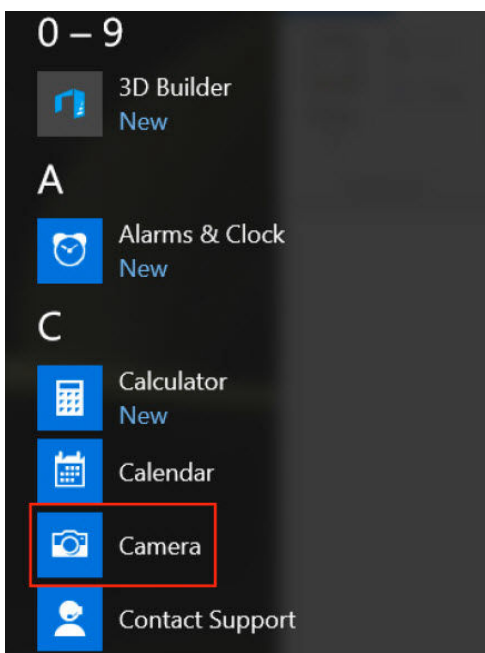 0 – 9
3D Builder
New
A
Alarms & Clock
New
C
Calculator
New
Calendar
Camera
Contact Support